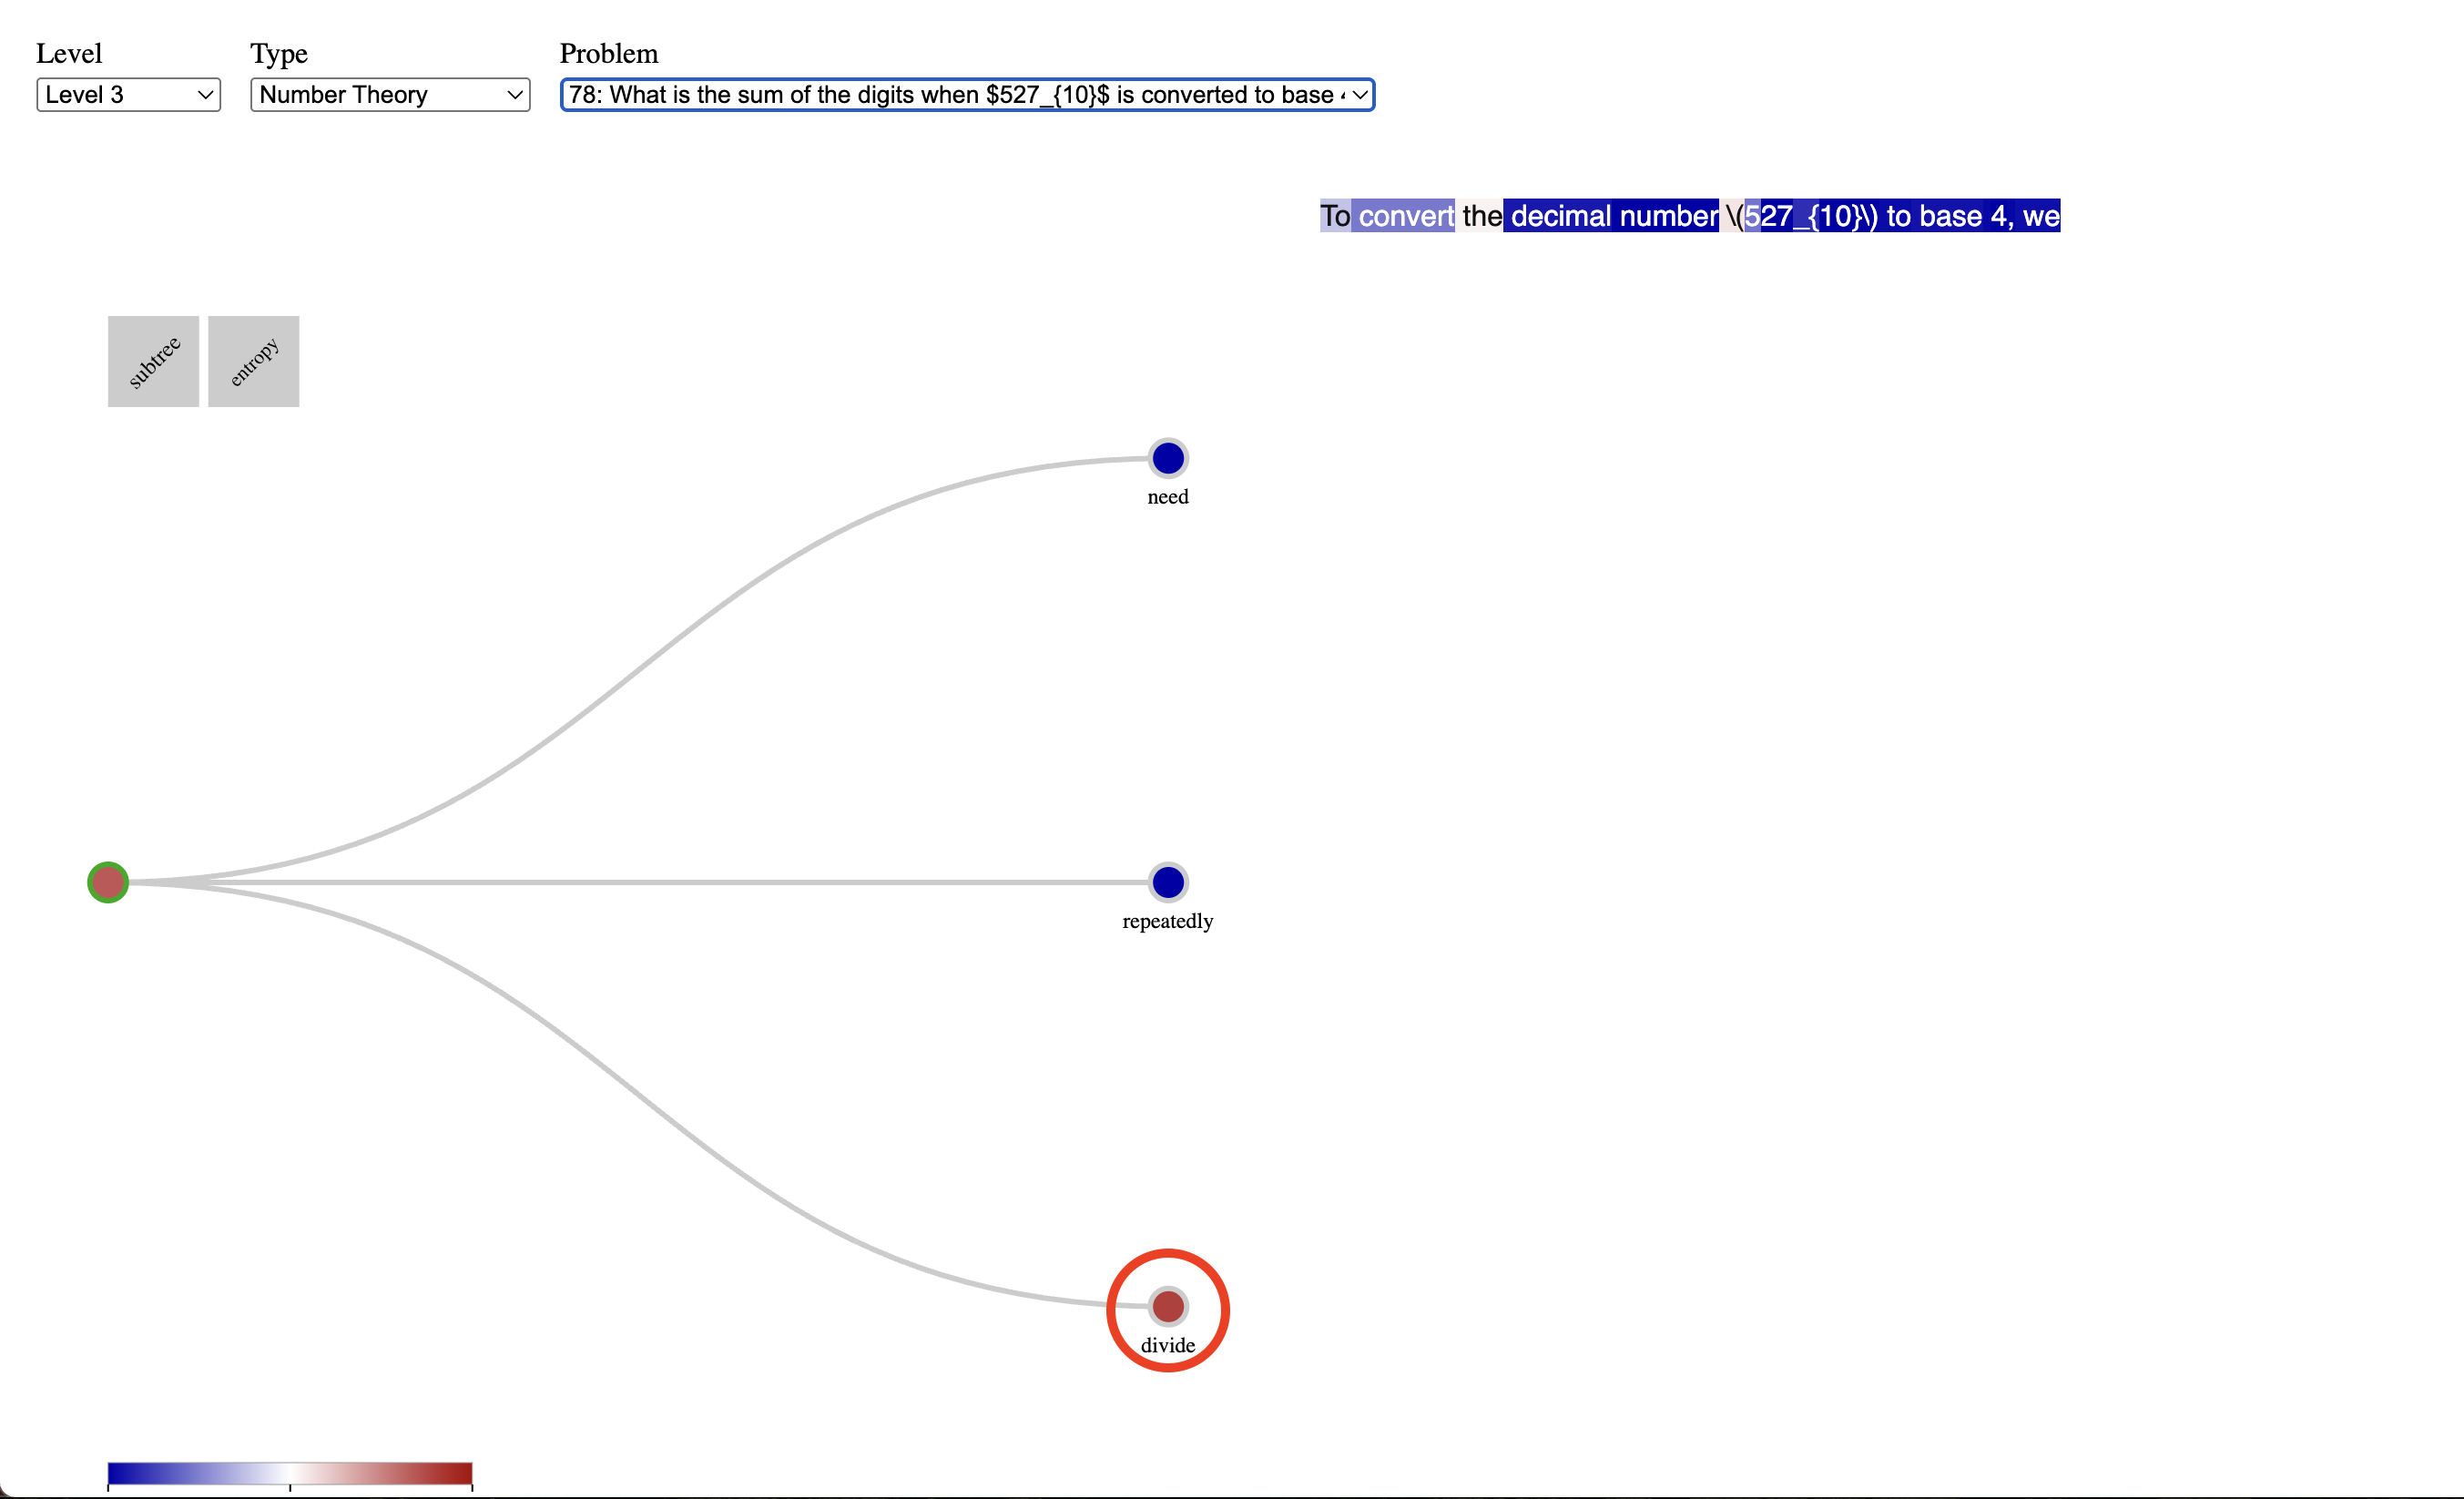 Level Type Problem
Level 3 Number Theory 78: What is the sum of the digits when $527_{10}$ is converted to base
To convert the decimal number \(527_{10}\) to base 4, we
subtree entropy
need
repeatedly
divide